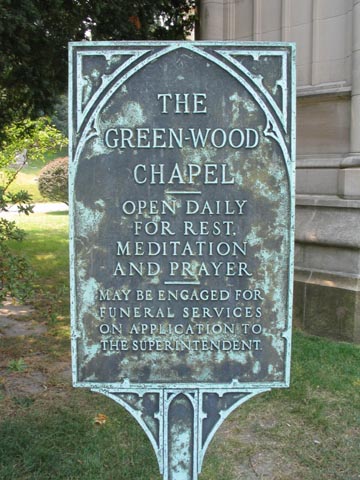 THE
GREEN-WOOD
CHAPEL
OPEN DAILY
FOR REST,
MEDITATION
AND PRAYER
MAY BE ENGAGED FOR
FUNERAL SERVICES
ON APPLICATION TO
THE SUPERINTENDENT.